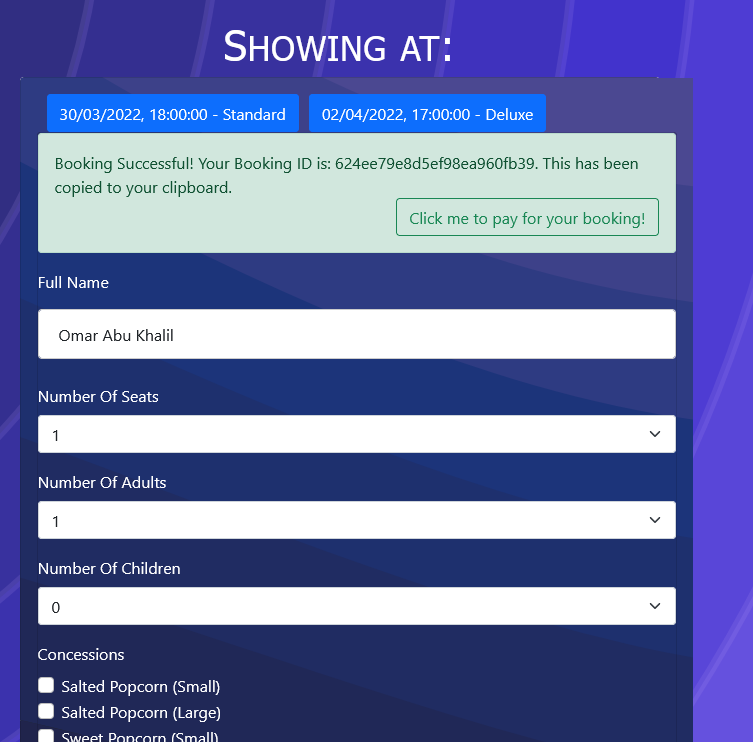 SHOWING AT:
30/03/2022, 18:00:00 - Standard
02/04/2022, 17:00:00 - Deluxe
Booking Successful! Your Booking ID is: 624ee79e8d5ef98ea960fb39. This has been
copied to your clipboard.
Click me to pay for your booking!
Full Name
Omar Abu Khalil
Number Of Seats
1
Number Of Adults
1
Number Of Children
0
Concessions
Salted Popcorn (Small)
Salted Popcorn (Large)
Sweet Popcorn (Small)